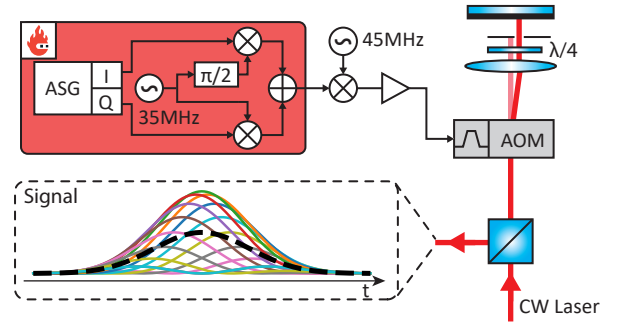 ASG
I
Q
π/2
35MHz
45MHz
λ/4
AOM
Signal
t
CW Laser